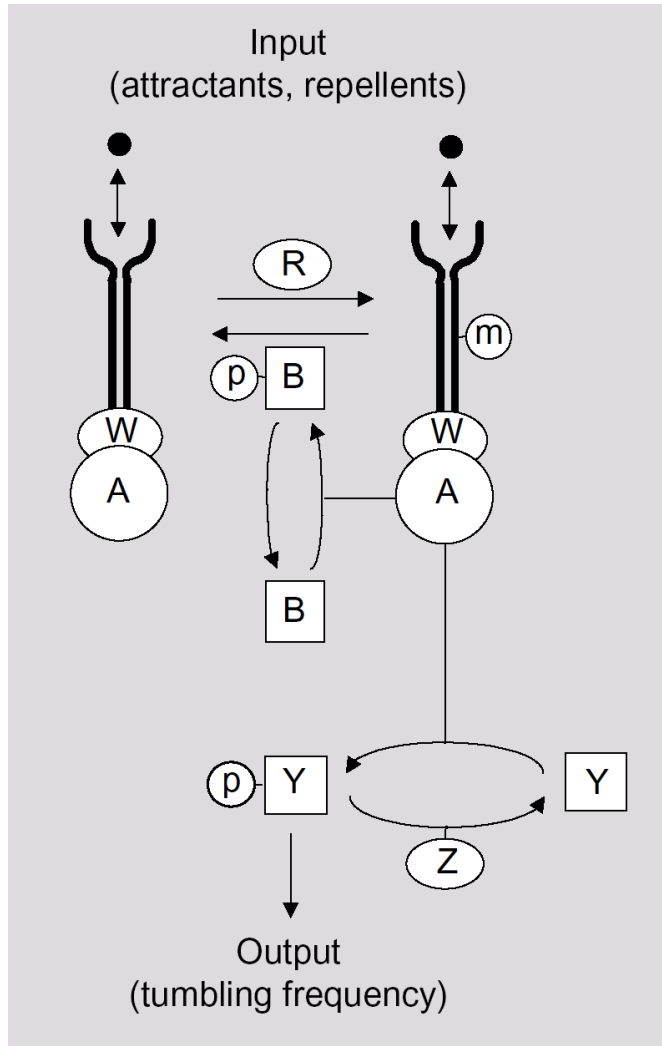 Input
(attractants, repellents)
R
m
p
B
W
W
A
A
B
p
Y
Y
Z
Output
(tumbling frequency)